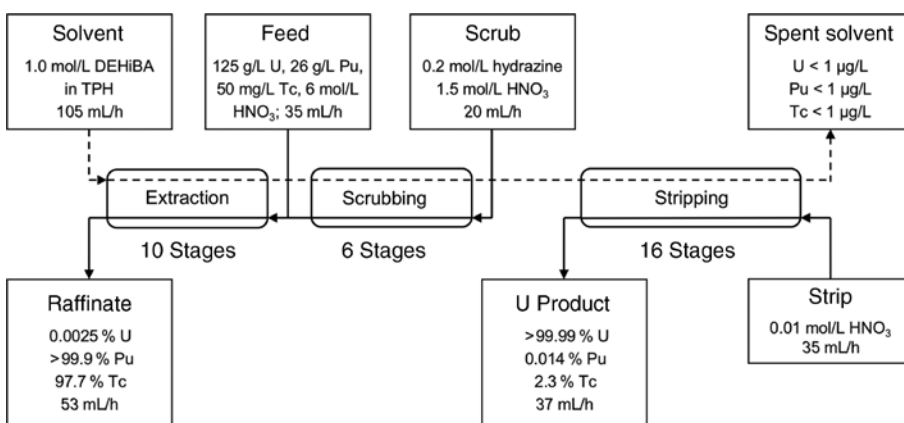 Solvent
1.0 mol/L DEHiBA
in TPH
105 mL/h
Feed
125 g/L U, 26 g/L Pu,
50 mg/L Tc, 6 mol/L
HNO₃; 35 mL/h
Scrub
0.2 mol/L hydrazine
1.5 mol/L HNO₃
20 mL/h
Spent solvent
U < 1 µg/L
Pu < 1 µg/L
Tc < 1 µg/L
Extraction
Scrubbing
Stripping
10 Stages
6 Stages
16 Stages
Raffinate
0.0025 % U
>99.9 % Pu
97.7 % Tc
53 mL/h
U Product
>99.99 % U
0.014 % Pu
2.3 % Tc
37 mL/h
Strip
0.01 mol/L HNO₃
35 mL/h